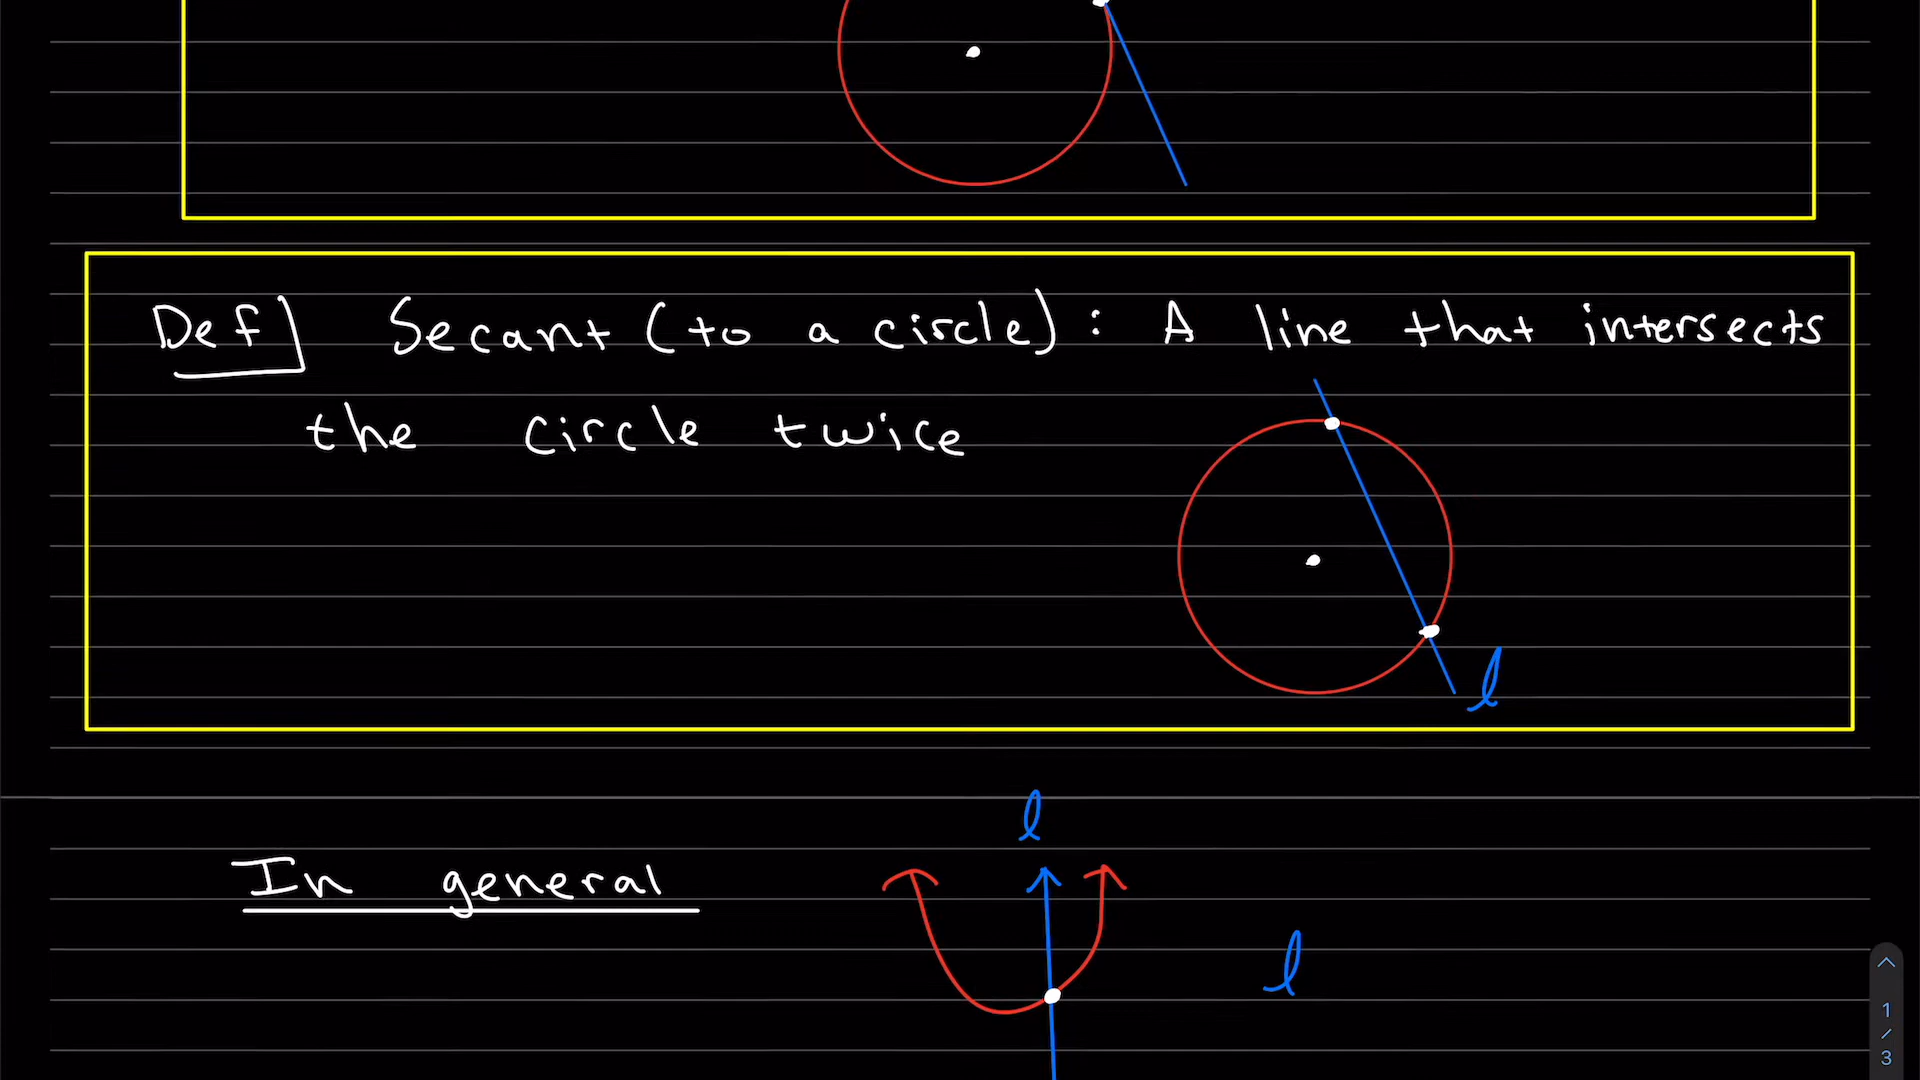 Def] Secant (to a circle): A line that intersects
the circle twice
l
l
In general
l
1
/
3